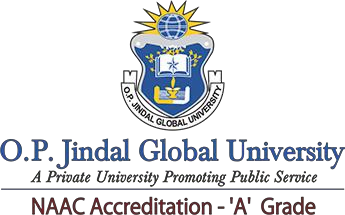 O.P. JINDAL GLOBAL UNIVERSITY
O.P. Jindal Global University
A Private University Promoting Public Service
NAAC Accreditation - 'A' Grade